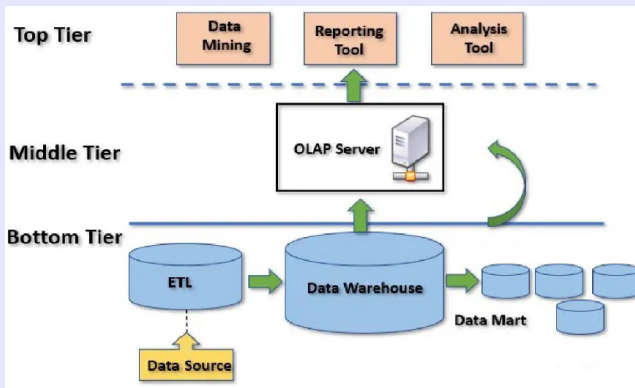 Top Tier
Data
Mining
Reporting
Tool
Analysis
Tool
Middle Tier
OLAP Server
Bottom Tier
ETL
Data Warehouse
Data Mart
Data Source